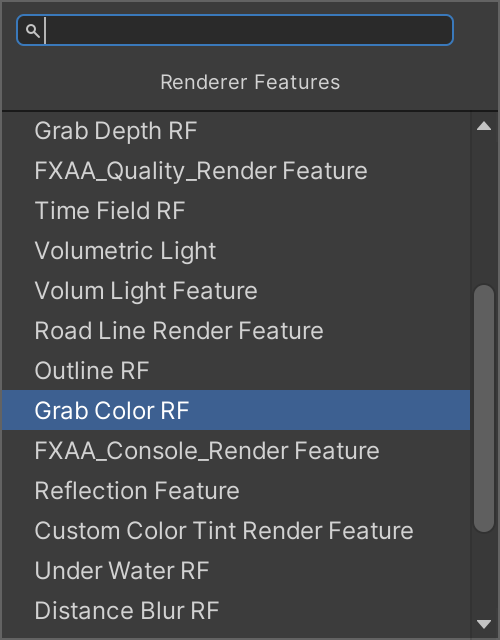 Renderer Features
Grab Depth RF
FXAA_Quality_Render Feature
Time Field RF
Volumetric Light
Volum Light Feature
Road Line Render Feature
Outline RF
Grab Color RF
FXAA_Console_Render Feature
Reflection Feature
Custom Color Tint Render Feature
Under Water RF
Distance Blur RF